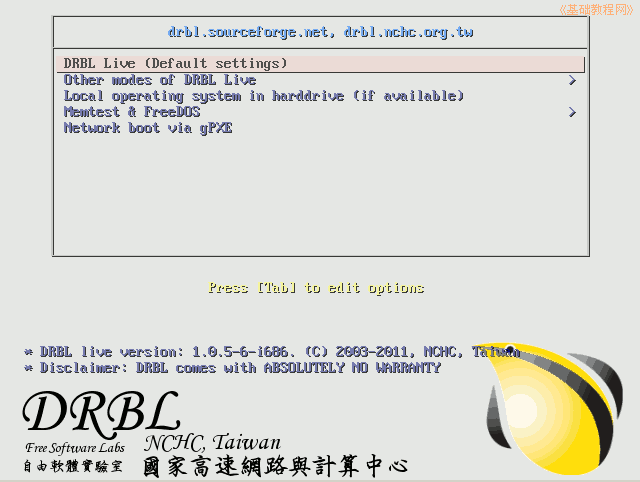 《基础教程网》
drbl.sourceforge.net, drbl.nchc.org.tw
DRBL Live (Default settings)
Other modes of DRBL Live >
Local operating system in harddrive (if available)
Memtest & FreeDOS >
Network boot via gPXE
Press [Tab] to edit options
* DRBL live version: 1.0.5-6-i686. (C) 2003-2011, NCHC, Taiwan
* Disclaimer: DRBL comes with ABSOLUTELY NO WARRANTY
DRBL
Free Software Labs NCHC, Taiwan
自由軟體實驗室 國家高速網路與計算中心